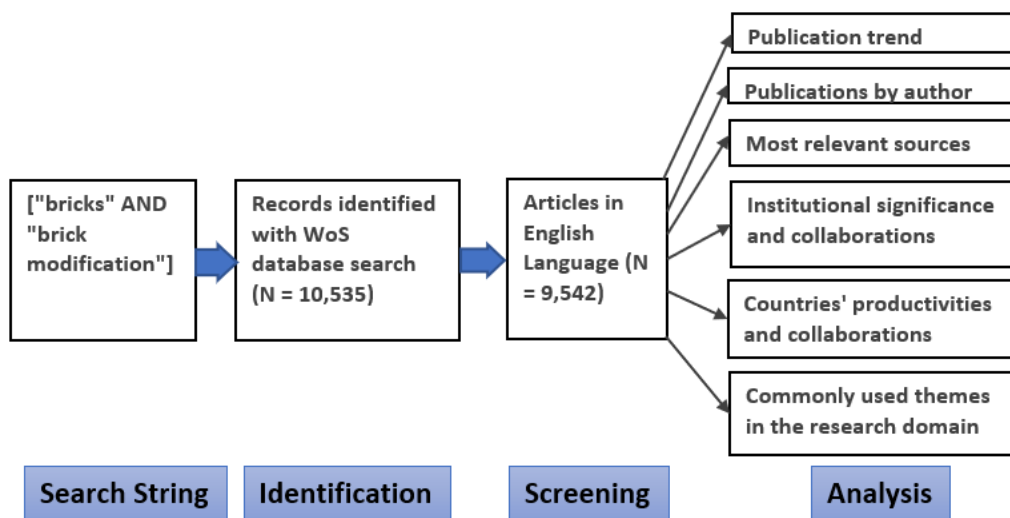 ["bricks" AND
"brick
modification"]
Records identified
with WoS
database search
(N = 10,535)
Articles in
English
Language (N
= 9,542)
Publication trend
Publications by author
Most relevant sources
Institutional significance
and collaborations
Countries' productivities
and collaborations
Commonly used themes
in the research domain
Search String
Identification
Screening
Analysis